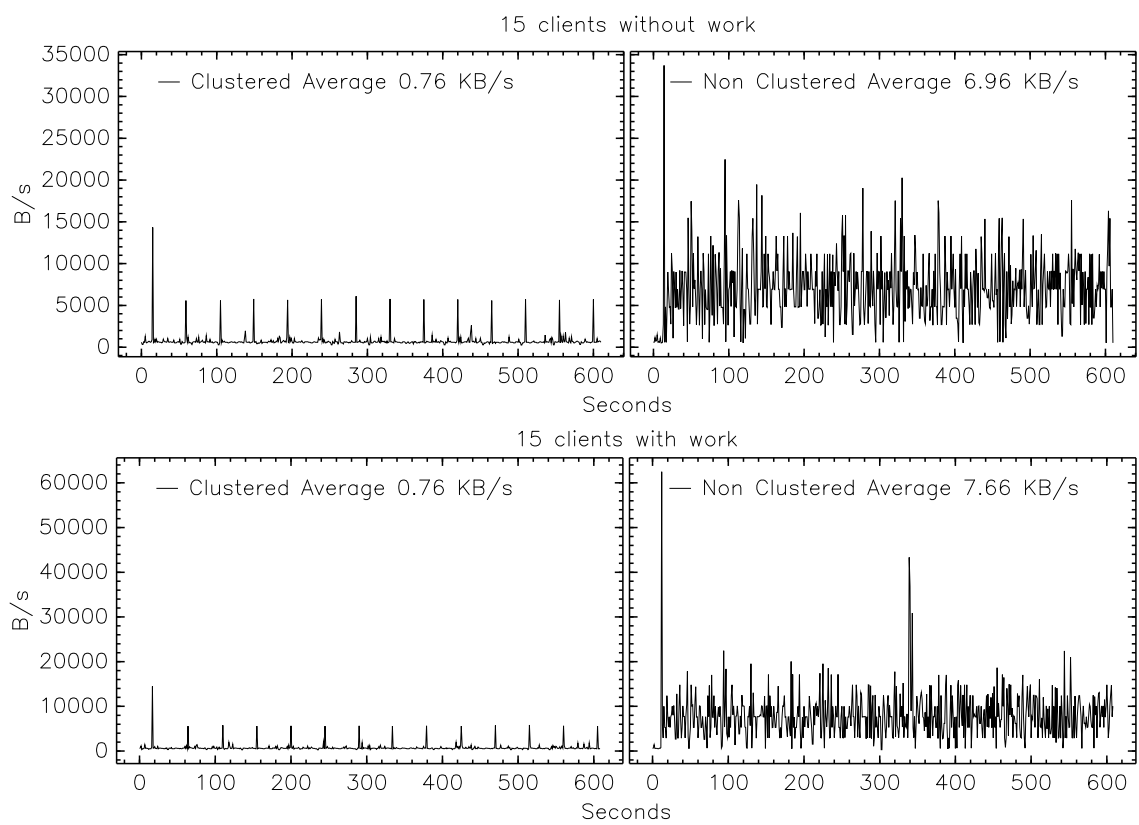 15 clients without work
Clustered Average 0.76 KB/s
Non Clustered Average 6.96 KB/s
B/s
35000
30000
25000
20000
15000
10000
5000
0
0 100 200 300 400 500 600
0 100 200 300 400 500 600
Seconds
15 clients with work
Clustered Average 0.76 KB/s
Non Clustered Average 7.66 KB/s
B/s
60000
50000
40000
30000
20000
10000
0
0 100 200 300 400 500 600
0 100 200 300 400 500 600
Seconds